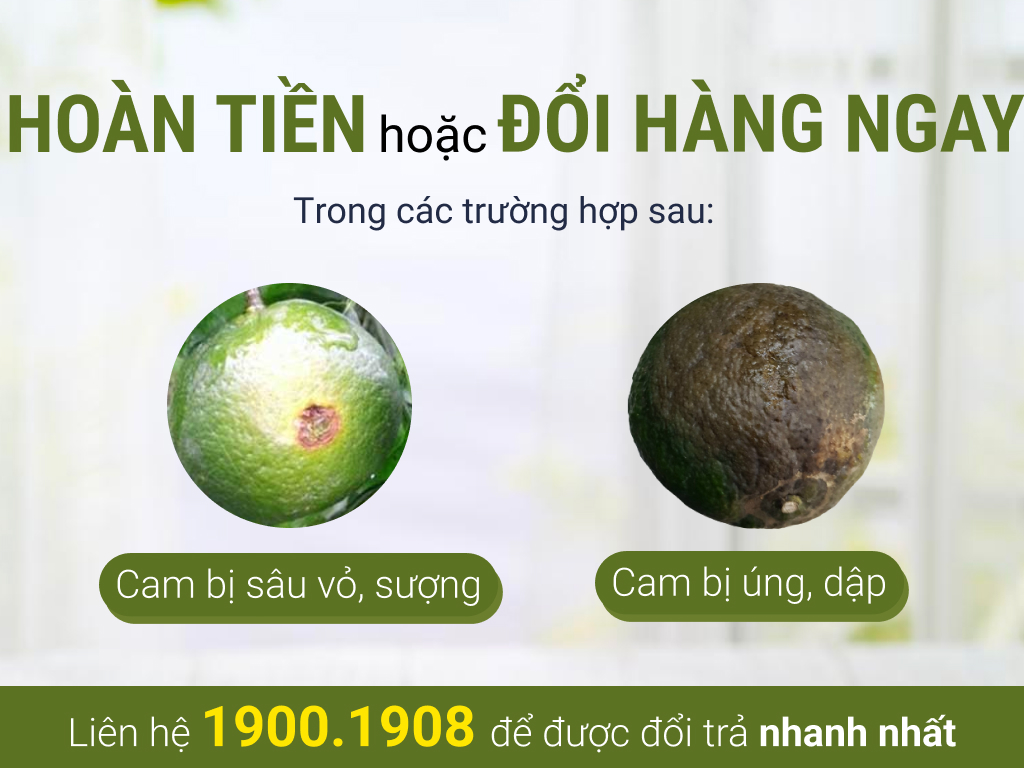 HOÀN TIỀN hoặc ĐỔI HÀNG NGAY
Trong các trường hợp sau:
Cam bị sâu vỏ, sượng
Cam bị úng, dập
Liên hệ 1900.1908 để được đổi trả nhanh nhất